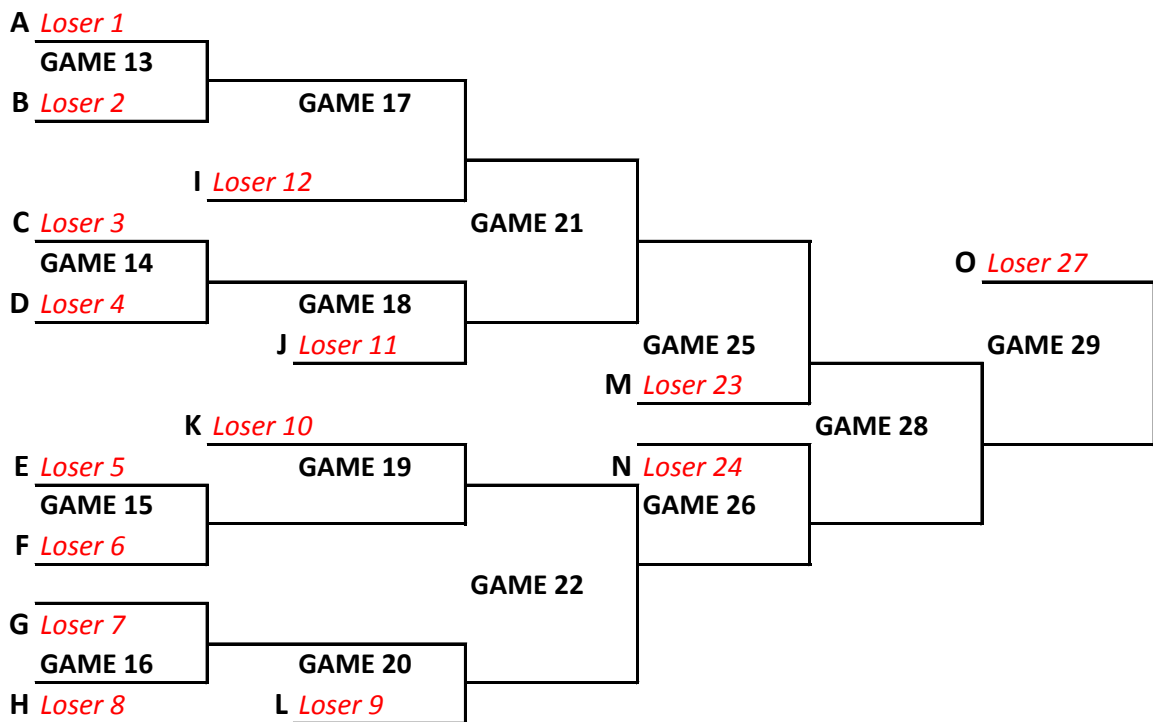 A Loser 1
GAME 13
B Loser 2
GAME 17
I Loser 12
C Loser 3
GAME 21
GAME 14
O Loser 27
D Loser 4
GAME 18
J Loser 11
GAME 25
GAME 29
M Loser 23
K Loser 10
GAME 28
E Loser 5
GAME 19
N Loser 24
GAME 15
GAME 26
F Loser 6
GAME 22
G Loser 7
GAME 16
GAME 20
H Loser 8
L Loser 9